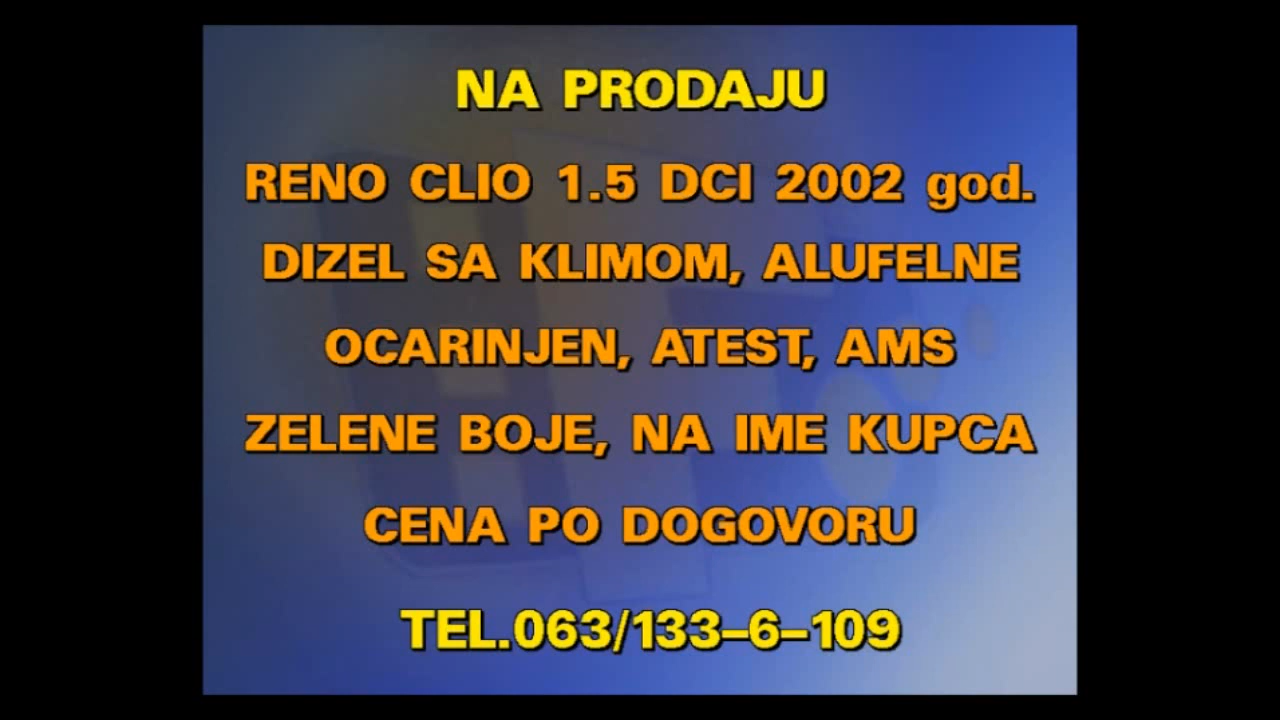 NA PRODAJU
RENO CLIO 1.5 DCI 2002 god.
DIZEL SA KLIMOM, ALUFELNE
OCARINJEN, ATEST, AMS
ZELENE BOJE, NA IME KUPCA
CENA PO DOGOVORU
TEL.063/133–6–109